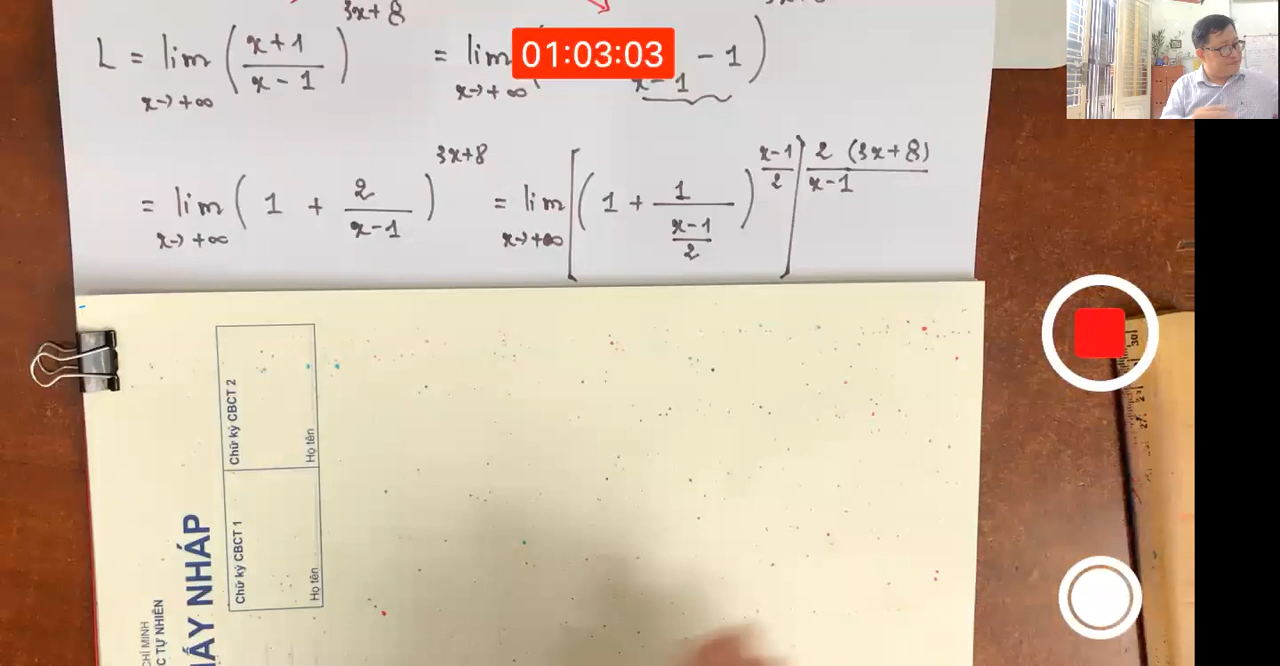 3x+8
L = lim (x+1 / x-1) = lim - 1)
x→+∞ x→+∞ x-1
01:03:03
3x+8 x-1/2 2 (3x+8) / x-1
= lim (1 + 2/x-1) = lim [(1 + 1 / x-1/2) ]
x→+∞ x→+∞
Chữ ký CBCT 2
Họ tên
Chữ ký CBCT 1
Họ tên
CHÍ MINH
C TỰ NHIÊN
ẤY NHÁP
30